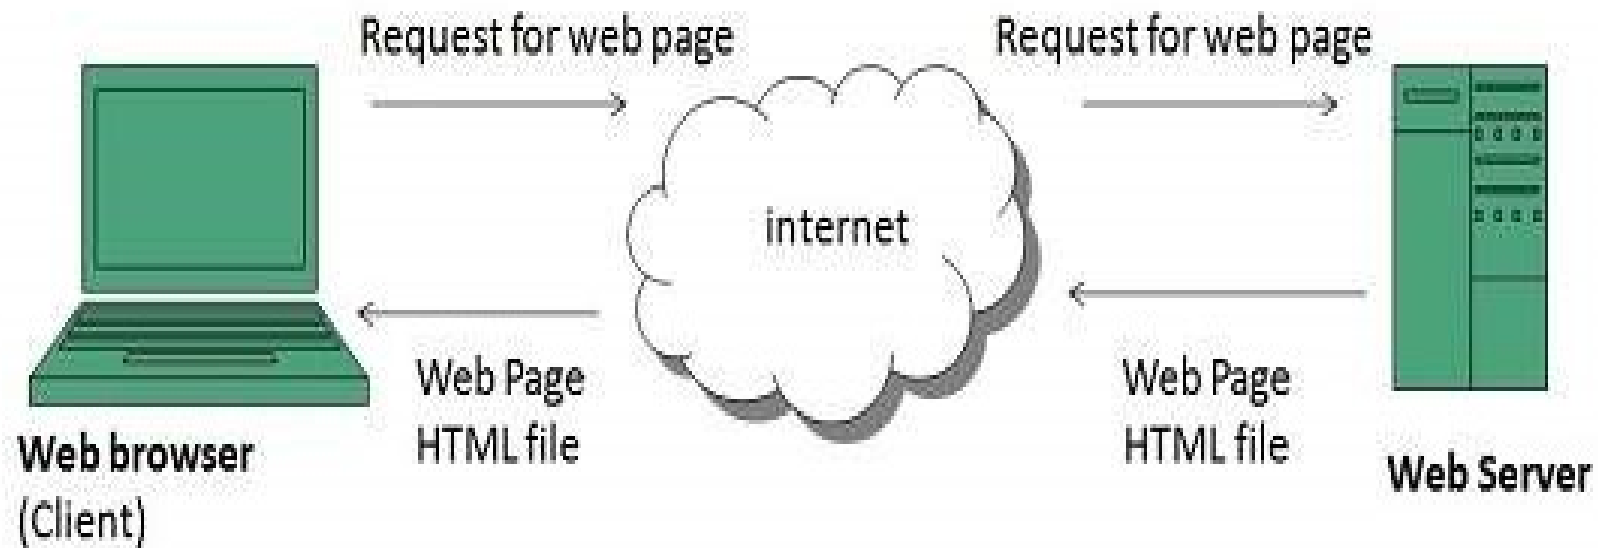 Request for web page
Request for web page
internet
Web Page
HTML file
Web Page
HTML file
Web browser
(Client)
Web Server